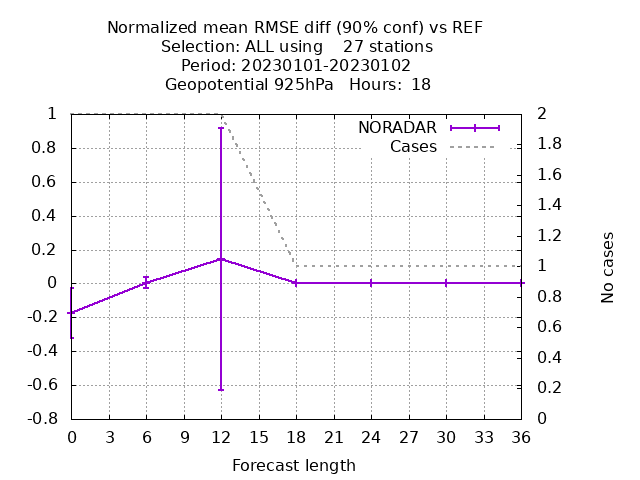 Normalized mean RMSE diff (90% conf) vs REF
Selection: ALL using    27 stations
Period: 20230101-20230102
Geopotential 925hPa   Hours:  18
NORADAR
Cases
1
0.8
0.6
0.4
0.2
0
-0.2
-0.4
-0.6
-0.8
2
1.8
1.6
1.4
1.2
1
0.8
0.6
0.4
0.2
0
No cases
0 3 6 9 12 15 18 21 24 27 30 33 36
Forecast length